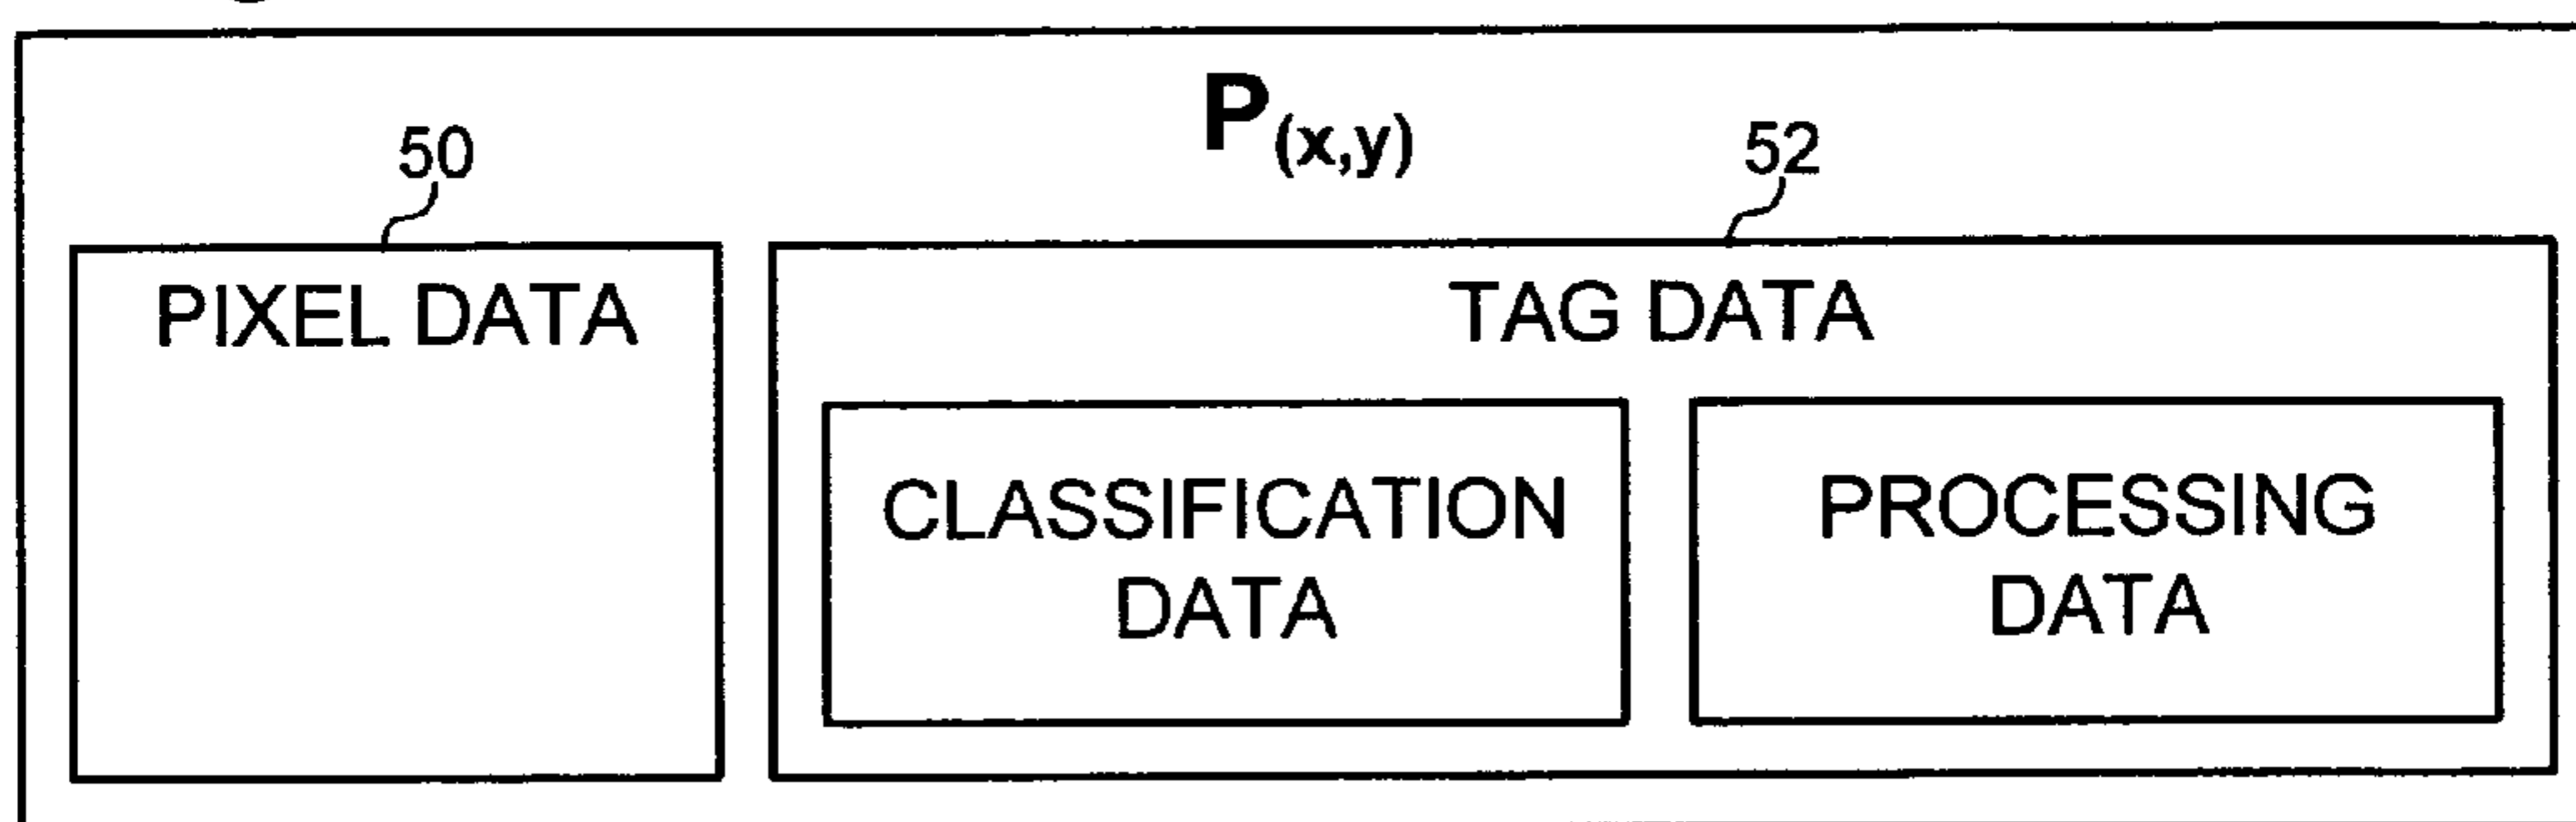 P(x,y)
50
52
PIXEL DATA
TAG DATA
CLASSIFICATION
DATA
PROCESSING
DATA